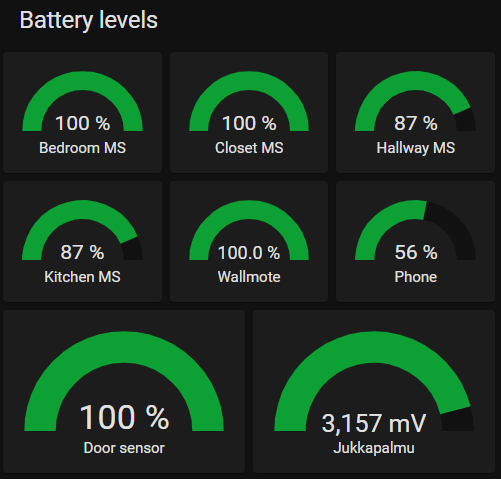 Battery levels
100 %
Bedroom MS
100 %
Closet MS
87 %
Hallway MS
87 %
Kitchen MS
100.0 %
Wallmote
56 %
Phone
100 %
Door sensor
3,157 mV
Jukkapalmu